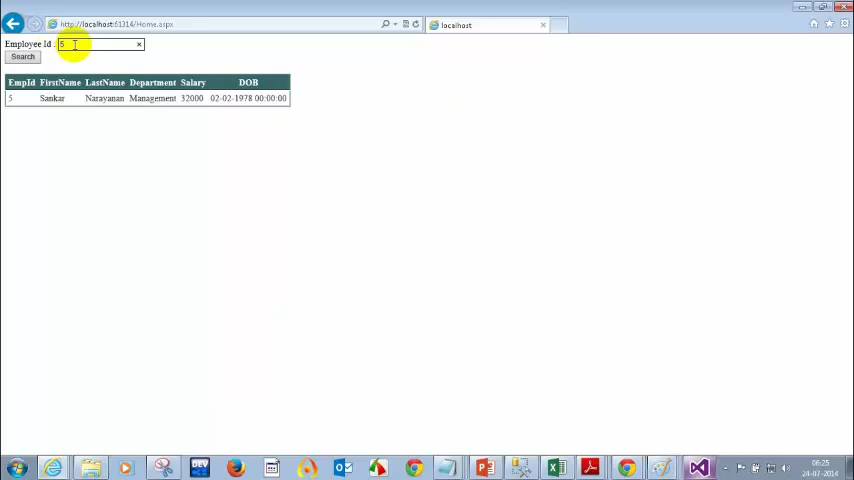 http://localhost:61314/Home.aspx
localhost
Employee Id : 5
Search
EmpId FirstName LastName Department Salary DOB
5 Sankar Narayanan Management 32000 02-02-1978 00:00:00
DEV
06:25
24-07-2014